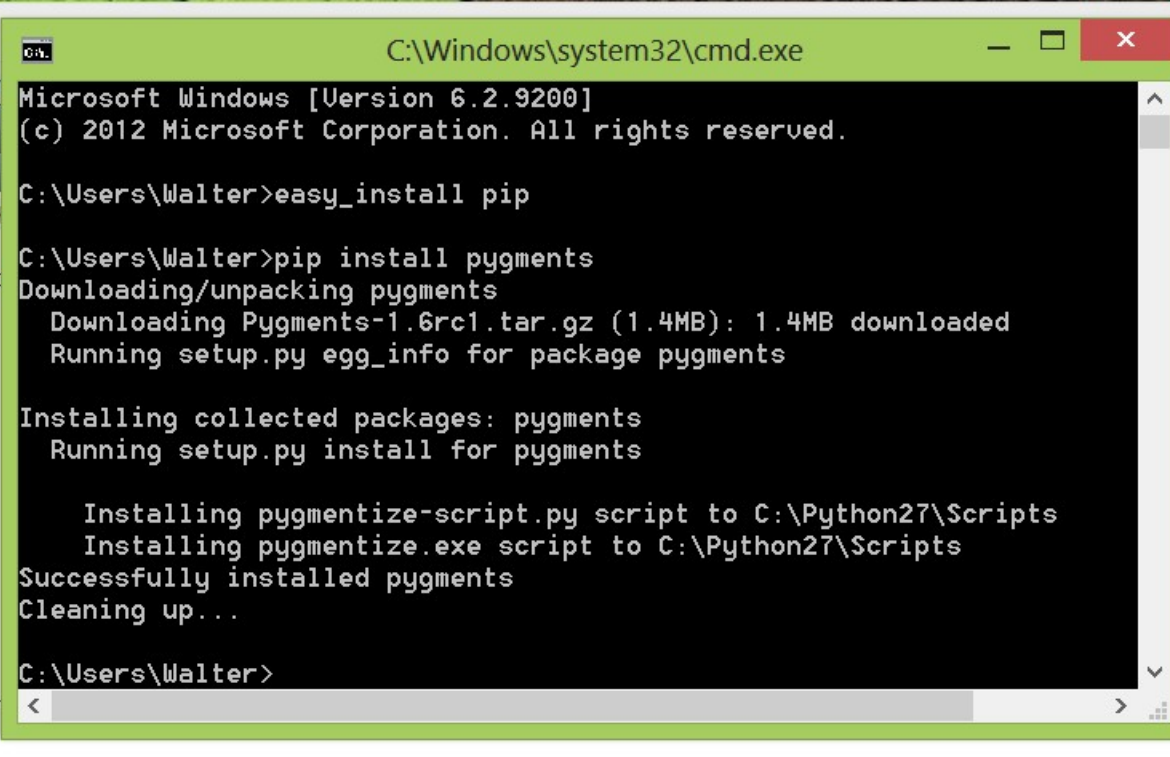 C:\Windows\system32\cmd.exe
Microsoft Windows [Version 6.2.9200]
(c) 2012 Microsoft Corporation. All rights reserved.
C:\Users\Walter>easy_install pip
C:\Users\Walter>pip install pygments
Downloading/unpacking pygments
  Downloading Pygments-1.6rc1.tar.gz (1.4MB): 1.4MB downloaded
  Running setup.py egg_info for package pygments
Installing collected packages: pygments
  Running setup.py install for pygments
    Installing pygmentize-script.py script to C:\Python27\Scripts
    Installing pygmentize.exe script to C:\Python27\Scripts
Successfully installed pygments
Cleaning up...
C:\Users\Walter>